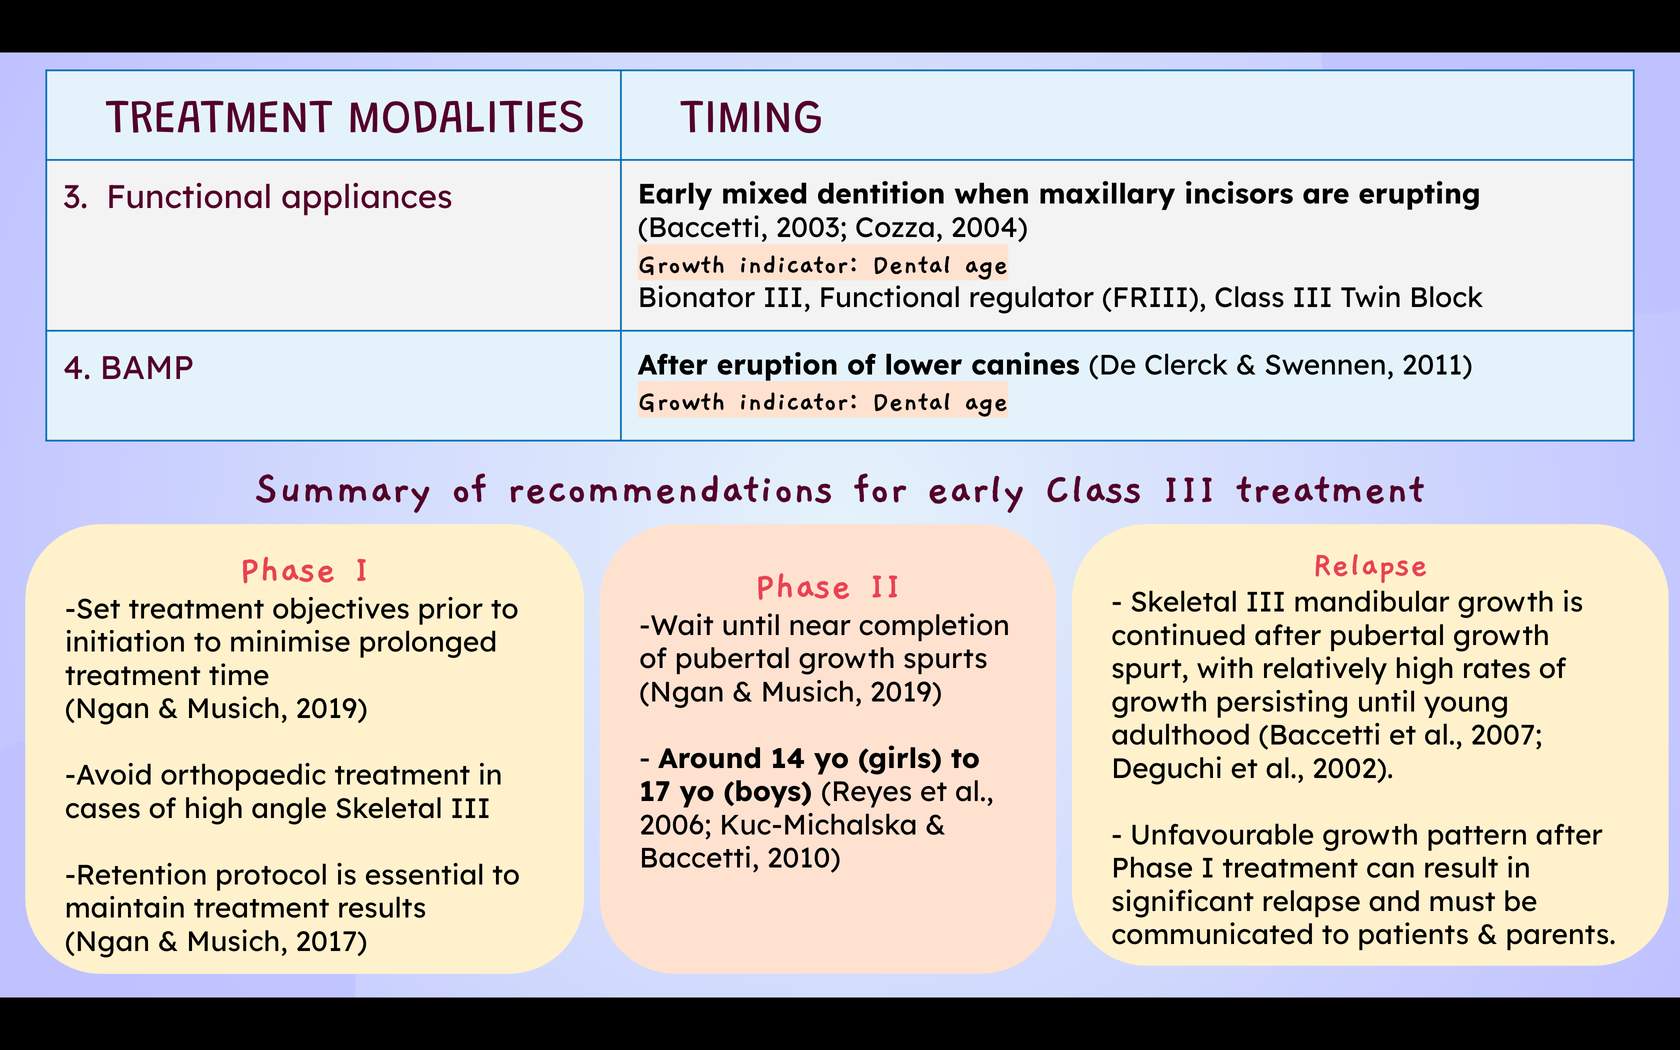 TREATMENT MODALITIES
TIMING
3. Functional appliances
Early mixed dentition when maxillary incisors are erupting
(Baccetti, 2003; Cozza, 2004)
Growth indicator: Dental age
Bionator III, Functional regulator (FRIII), Class III Twin Block
4. BAMP
After eruption of lower canines (De Clerck & Swennen, 2011)
Growth indicator: Dental age
Summary of recommendations for early Class III treatment
Phase I
-Set treatment objectives prior to
initiation to minimise prolonged
treatment time
(Ngan & Musich, 2019)
-Avoid orthopaedic treatment in
cases of high angle Skeletal III
-Retention protocol is essential to
maintain treatment results
(Ngan & Musich, 2017)
Phase II
-Wait until near completion
of pubertal growth spurts
(Ngan & Musich, 2019)
- Around 14 yo (girls) to
17 yo (boys) (Reyes et al.,
2006; Kuc-Michalska &
Baccetti, 2010)
Relapse
- Skeletal III mandibular growth is
continued after pubertal growth
spurt, with relatively high rates of
growth persisting until young
adulthood (Baccetti et al., 2007;
Deguchi et al., 2002).
- Unfavourable growth pattern after
Phase I treatment can result in
significant relapse and must be
communicated to patients & parents.